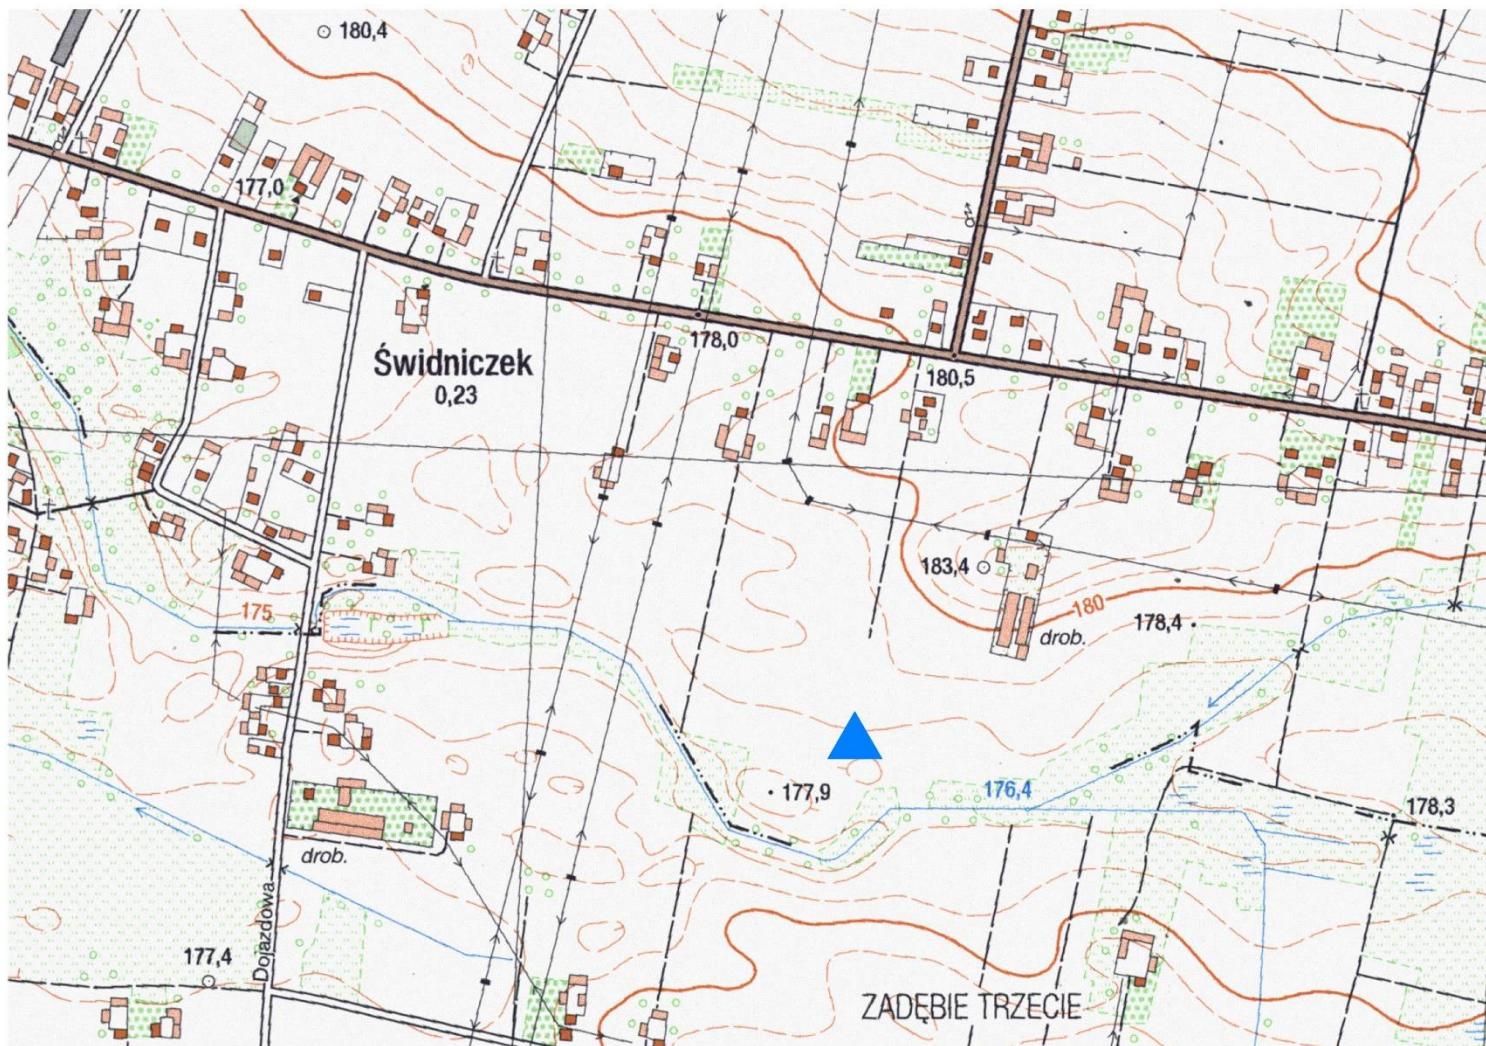 180,4
177,0
178,0
Świdniczek
0,23
180,5
183,4
180
175
178,4
drob.
177,9
176,4
178,3
drob.
Dojazdowa
177,4
ZADĘBIE TRZECIE